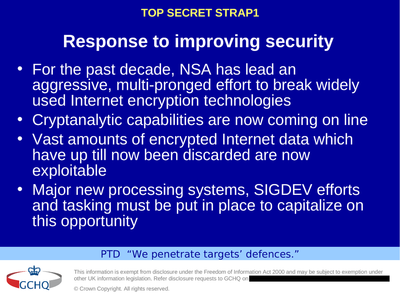 TOP SECRET STRAP1
Response to improving security
• For the past decade, NSA has lead an
aggressive, multi-pronged effort to break widely
used Internet encryption technologies
• Cryptanalytic capabilities are now coming on line
• Vast amounts of encrypted Internet data which
have up till now been discarded are now
exploitable
• Major new processing systems, SIGDEV efforts
and tasking must be put in place to capitalize on
this opportunity
PTD “We penetrate targets’ defences.”
GCHQ
This information is exempt from disclosure under the Freedom of Information Act 2000 and may be subject to exemption under
other UK information legislation. Refer disclosure requests to GCHQ on
© Crown Copyright. All rights reserved.